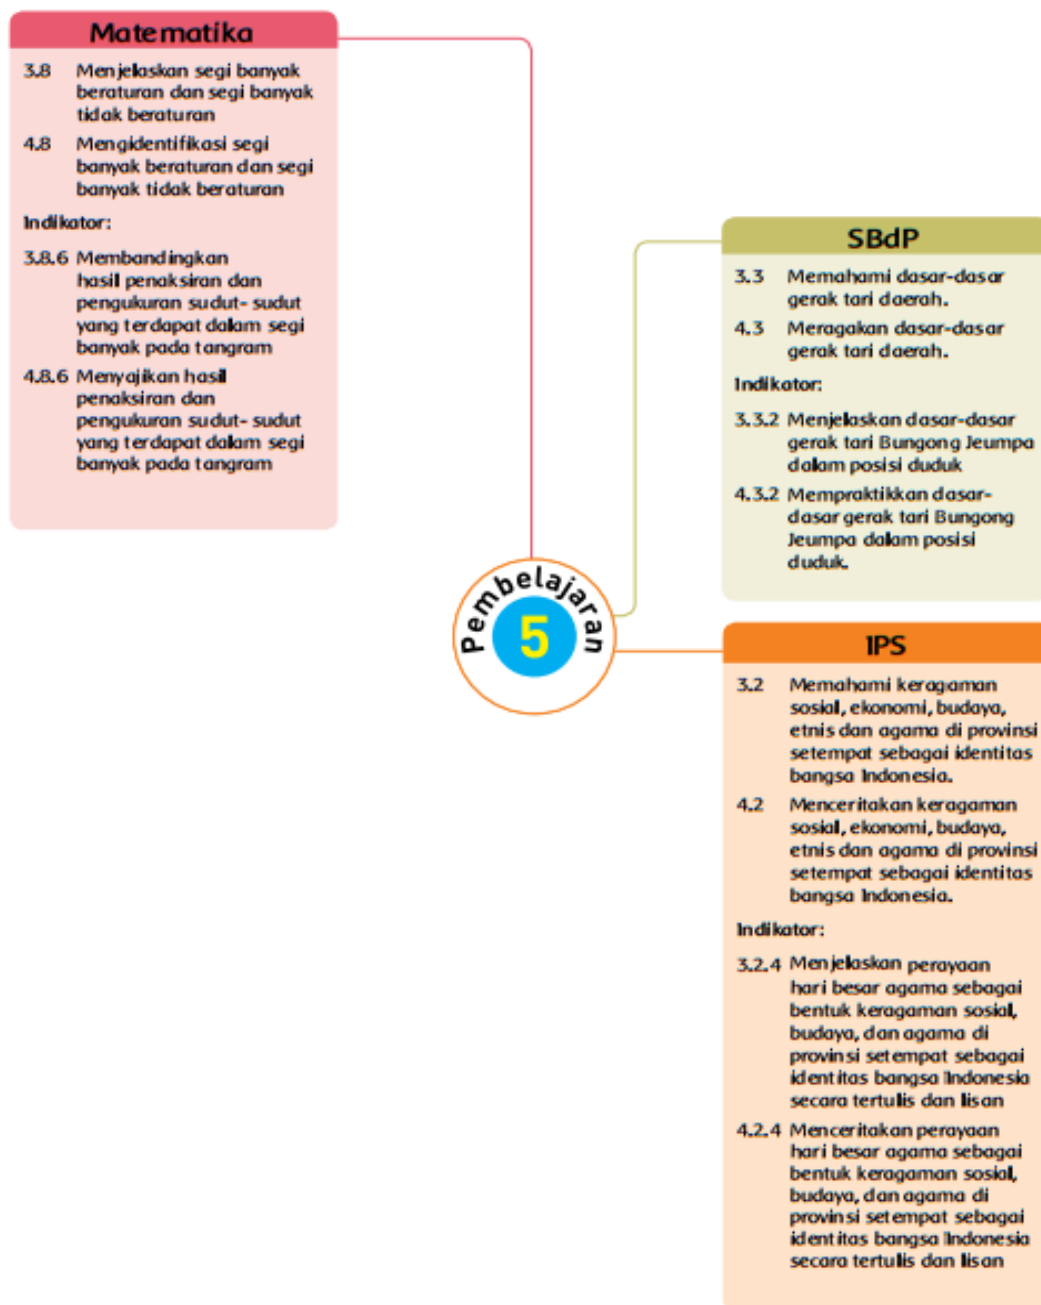 Matematika
3.8 Menjelaskan segi banyak
beraturan dan segi banyak
tidak beraturan
4.8 Mengidentifikasi segi
banyak beraturan dan segi
banyak tidak beraturan
Indikator:
3.8.6 Membandingkan
hasil penaksiran dan
pengukuran sudut- sudut
yang terdapat dalam segi
banyak pada tangram
4.8.6 Menyajikan hasil
penaksiran dan
pengukuran sudut- sudut
yang terdapat dalam segi
banyak pada tangram
Pembelajaran
5
SBdP
3.3 Memahami dasar-dasar
gerak tari daerah.
4.3 Meragakan dasar-dasar
gerak tari daerah.
Indikator:
3.3.2 Menjelaskan dasar-dasar
gerak tari Bungong Jeumpa
dalam posisi duduk
4.3.2 Mempraktikkan dasar-
dasar gerak tari Bungong
Jeumpa dalam posisi
duduk.
IPS
3.2 Memahami keragaman
sosial, ekonomi, budaya,
etnis dan agama di provinsi
setempat sebagai identitas
bangsa Indonesia.
4.2 Menceritakan keragaman
sosial, ekonomi, budaya,
etnis dan agama di provinsi
setempat sebagai identitas
bangsa Indonesia.
Indikator:
3.2.4 Menjelaskan perayaan
hari besar agama sebagai
bentuk keragaman sosial,
budaya, dan agama di
provinsi setempat sebagai
identitas bangsa Indonesia
secara tertulis dan lisan
4.2.4 Menceritakan perayaan
hari besar agama sebagai
bentuk keragaman sosial,
budaya, dan agama di
provinsi setempat sebagai
identitas bangsa Indonesia
secara tertulis dan lisan